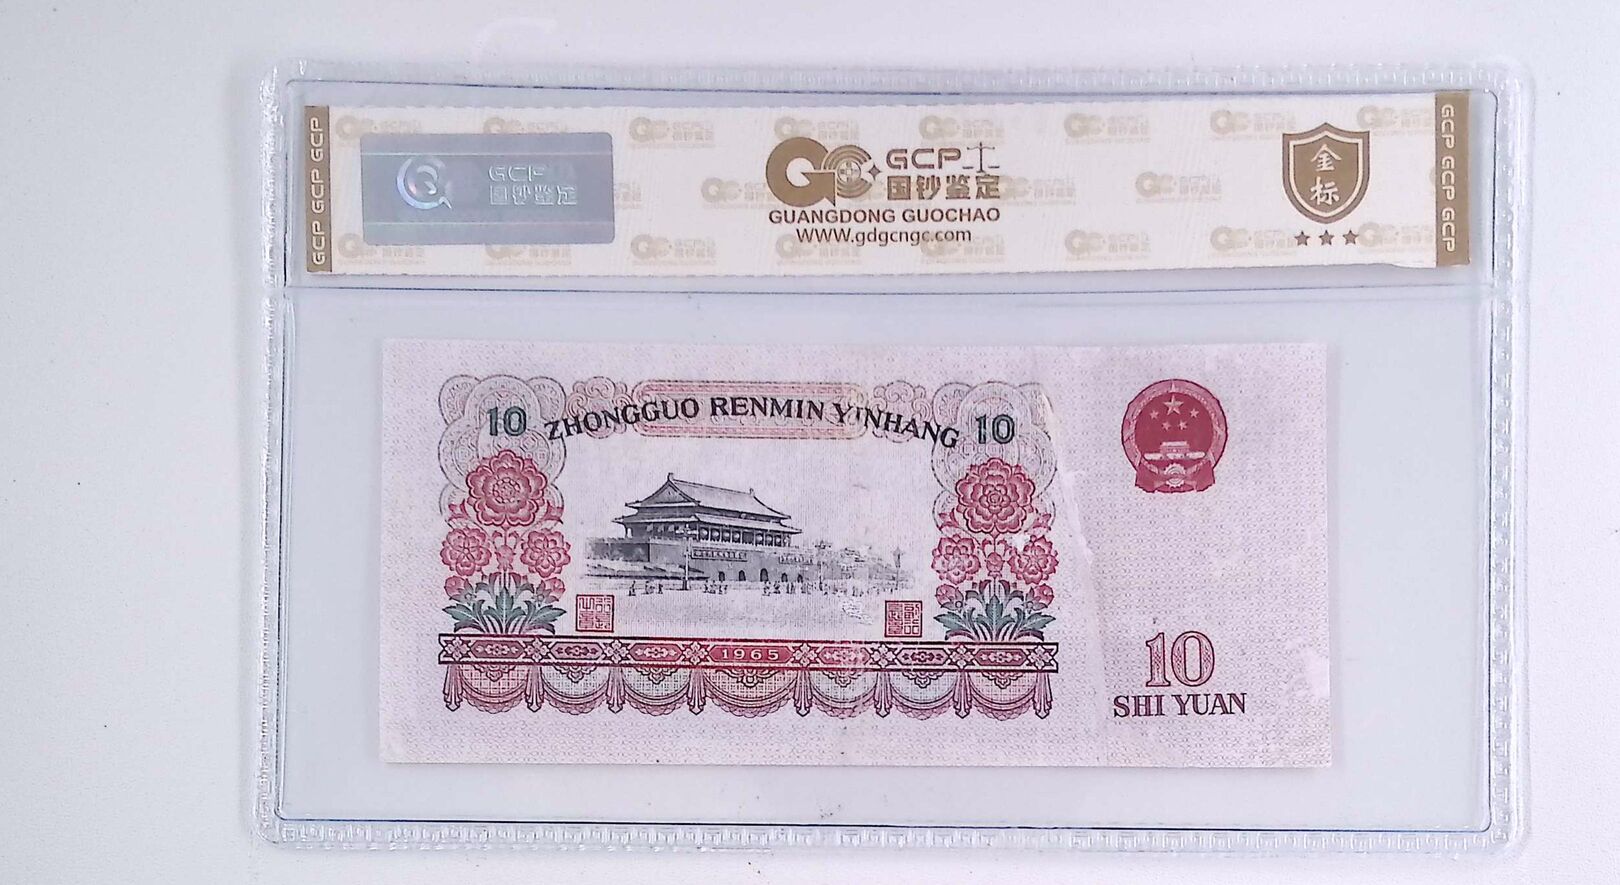 GCP GCP GCP
GCP
国钞鉴定
GCP
国钞鉴定
GUANGDONG GUOCHAO
www.gdgcngc.com
金标
GCP GCP GCP
10 ZHONGGUO RENMIN YINHANG 10
1965
10
SHI YUAN